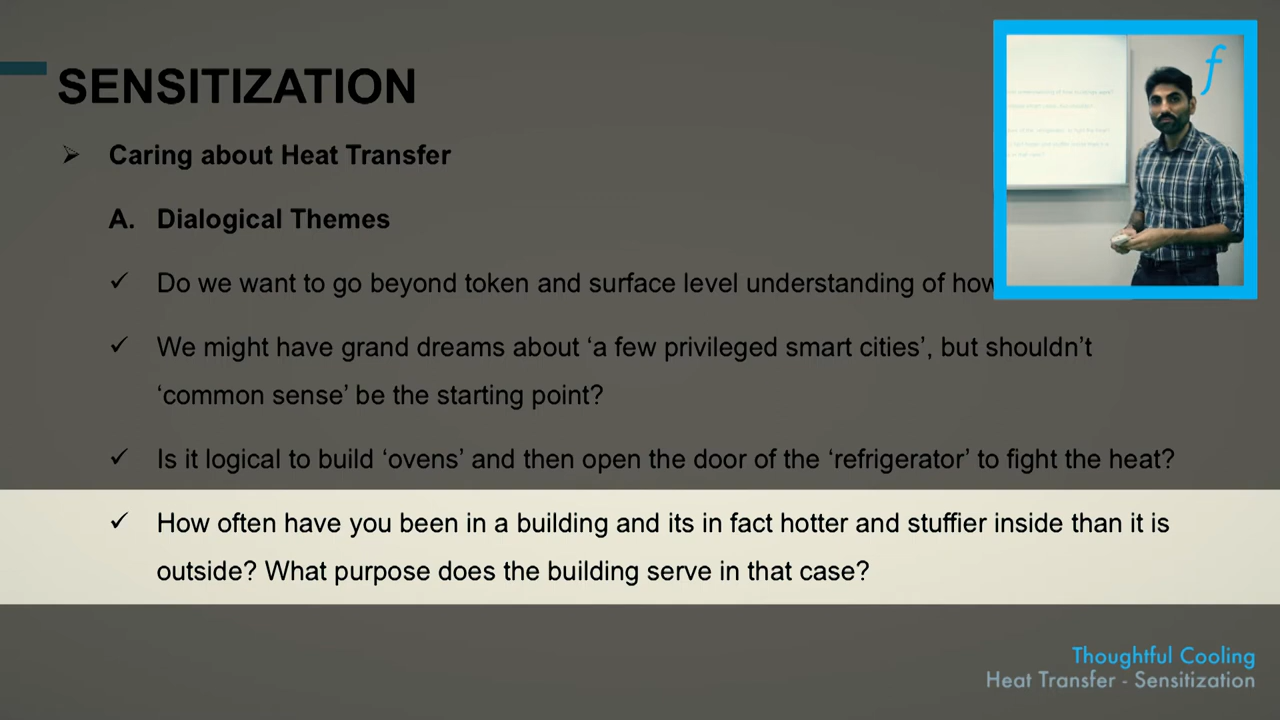 SENSITIZATION
Caring about Heat Transfer
A. Dialogical Themes
Do we want to go beyond token and surface level understanding of how
We might have grand dreams about ‘a few privileged smart cities’, but shouldn’t
‘common sense’ be the starting point?
Is it logical to build ‘ovens’ and then open the door of the ‘refrigerator’ to fight the heat?
How often have you been in a building and its in fact hotter and stuffier inside than it is
outside? What purpose does the building serve in that case?
f
Thoughtful Cooling
Heat Transfer - Sensitization